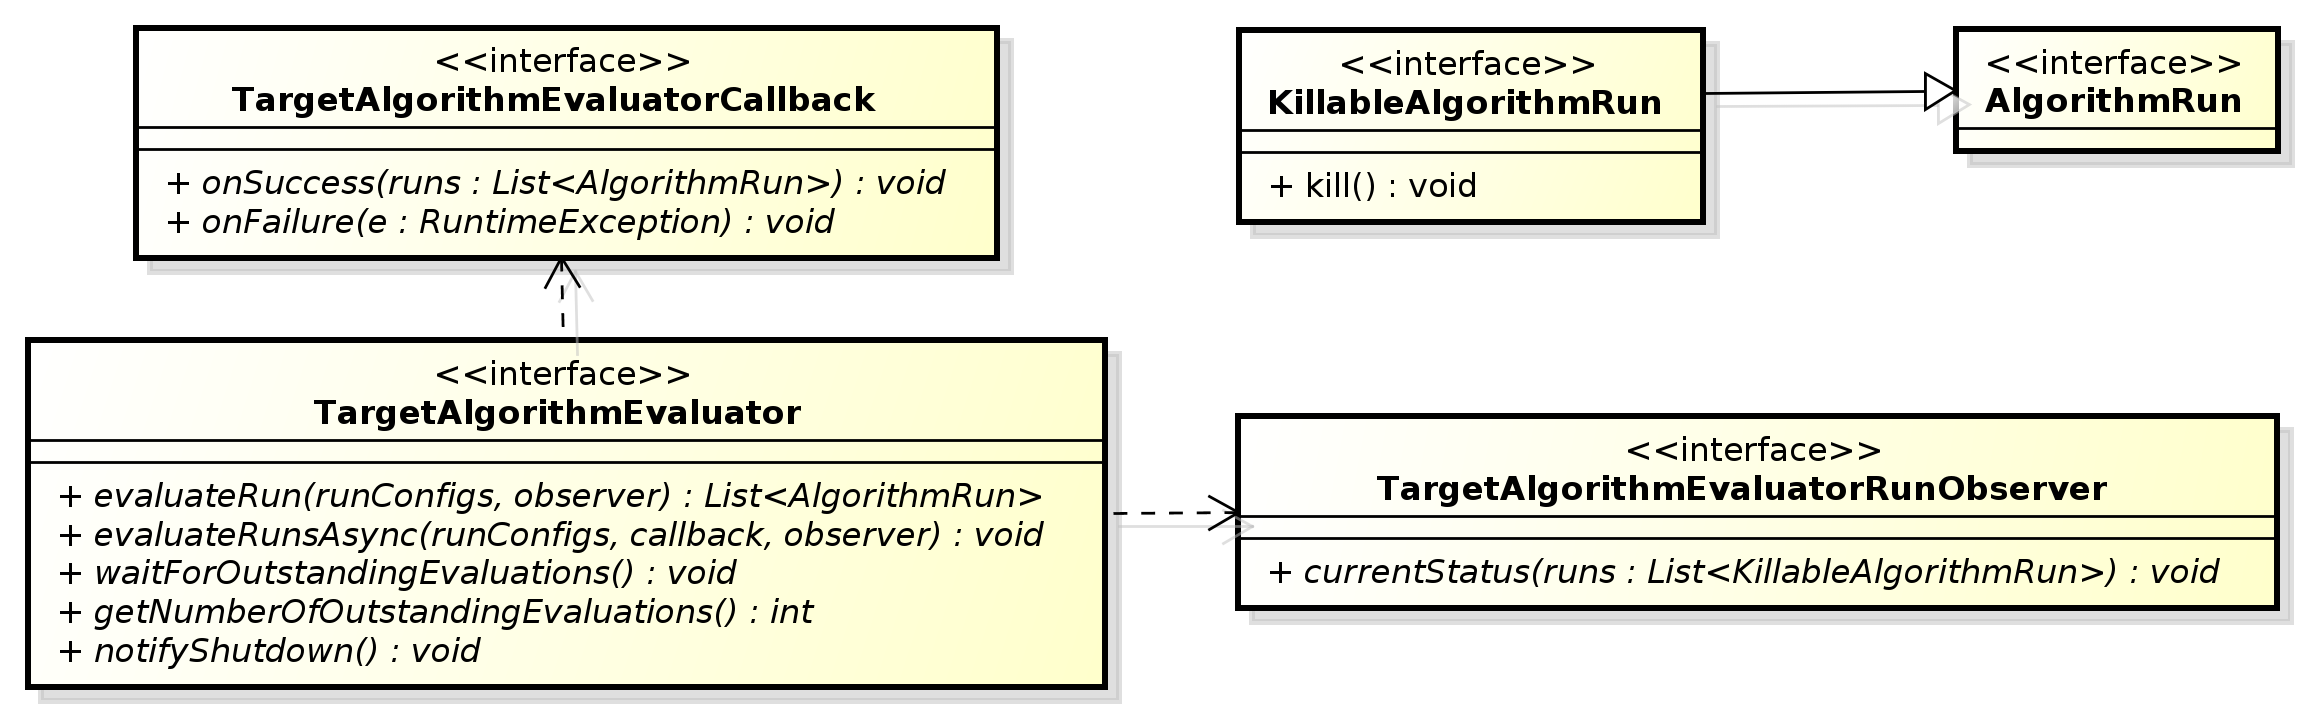 <<interface>>
TargetAlgorithmEvaluatorCallback
+ onSuccess(runs : List<AlgorithmRun>) : void
+ onFailure(e : RuntimeException) : void
<<interface>>
KillableAlgorithmRun
+ kill() : void
<<interface>>
AlgorithmRun
<<interface>>
TargetAlgorithmEvaluator
+ evaluateRun(runConfigs, observer) : List<AlgorithmRun>
+ evaluateRunsAsync(runConfigs, callback, observer) : void
+ waitForOutstandingEvaluations() : void
+ getNumberOfOutstandingEvaluations() : int
+ notifyShutdown() : void
<<interface>>
TargetAlgorithmEvaluatorRunObserver
+ currentStatus(runs : List<KillableAlgorithmRun>) : void